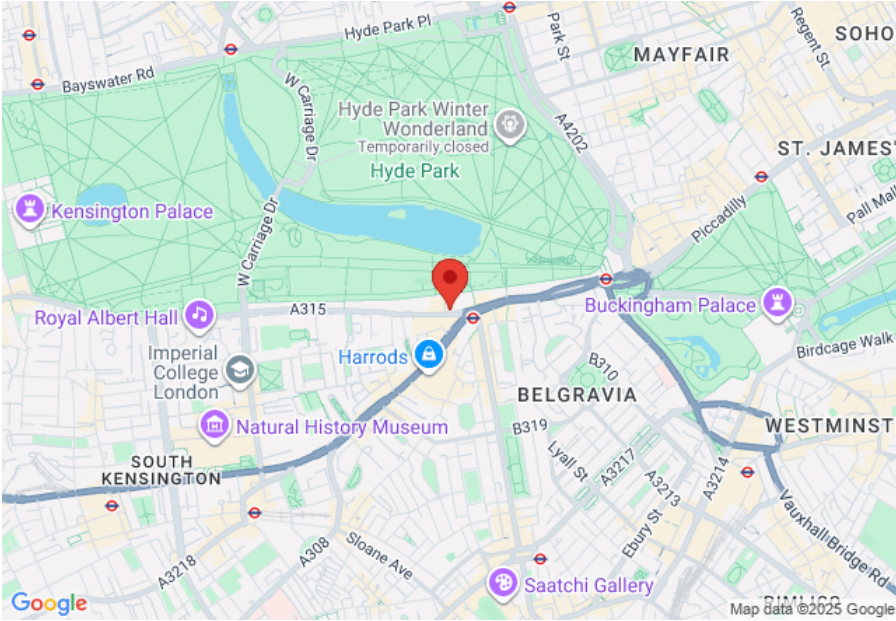 Hyde Park Pl
Park St
Regent St.
SOHO
MAYFAIR
Bayswater Rd
W Carriage Dr
Hyde Park Winter
Wonderland
Temporarily closed
A4202
Hyde Park
ST. JAMES'
Kensington Palace
W Carriage Dr
Piccadilly
Pall Mal
A315
Royal Albert Hall
Buckingham Palace
Harrods
Imperial
College
London
B310
Birdcage Walk
BELGRAVIA
Natural History Museum
B319
WESTMINST
Lyall St
A3217
SOUTH
KENSINGTON
A3213
A3214
Vauxhall Bridge Rd
Ebury St
A308
Sloane Ave
A3218
Saatchi Gallery
PIMLICO
Google
Map data ©2025 Google